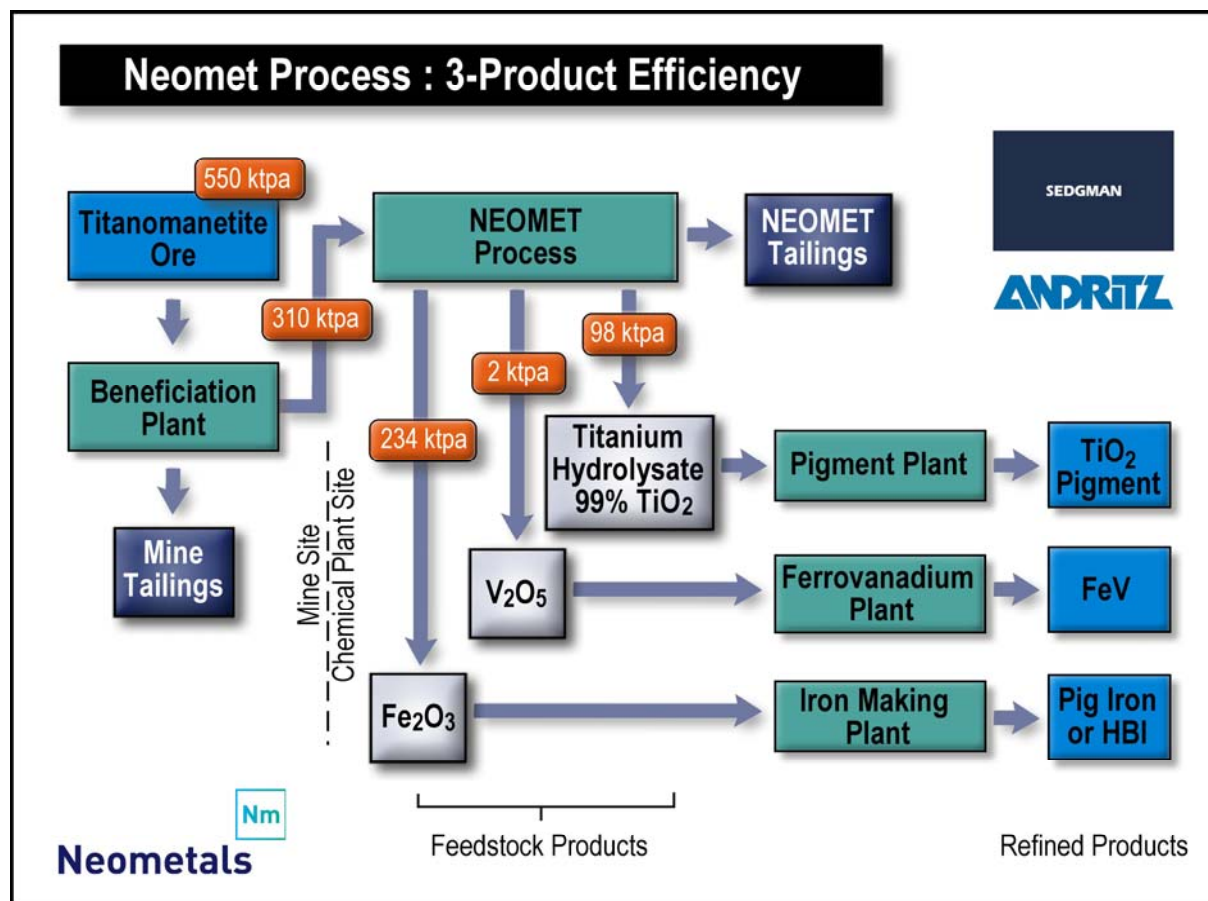 Neomet Process : 3-Product Efficiency
550 ktpa
Titanomanetite
Ore
NEOMET
Process
NEOMET
Tailings
SEDGMAN
ANDRITZ
310 ktpa
98 ktpa
2 ktpa
Beneficiation
Plant
234 ktpa
Titanium
Hydrolysate
99% TiO₂
Pigment Plant
TiO₂
Pigment
Mine
Tailings
Mine Site
Chemical Plant Site
V₂O₅
Ferrovanadium
Plant
FeV
Fe₂O₃
Iron Making
Plant
Pig Iron
or HBI
Nm
Neometals
Feedstock Products
Refined Products